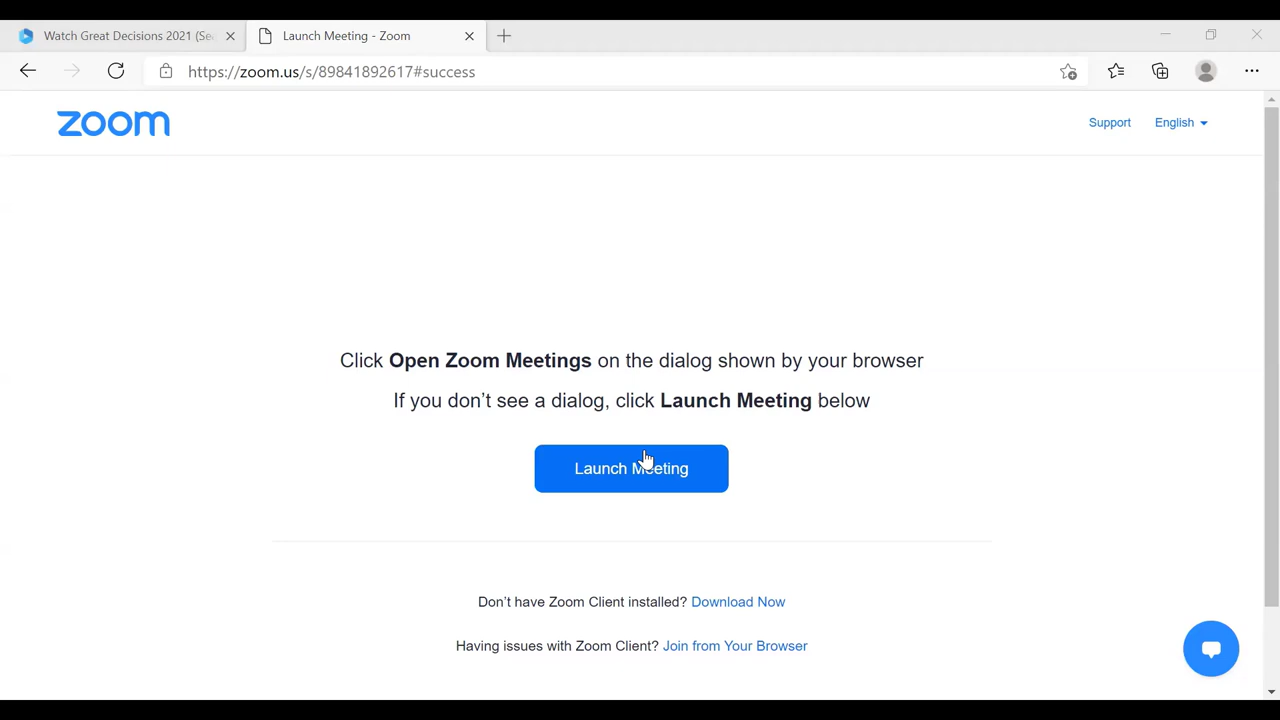 Watch Great Decisions 2021 (Se
Launch Meeting - Zoom
https://zoom.us/s/89841892617#success
zoom
Support
English
Click Open Zoom Meetings on the dialog shown by your browser
If you don’t see a dialog, click Launch Meeting below
Launch Meeting
Don’t have Zoom Client installed? Download Now
Having issues with Zoom Client? Join from Your Browser